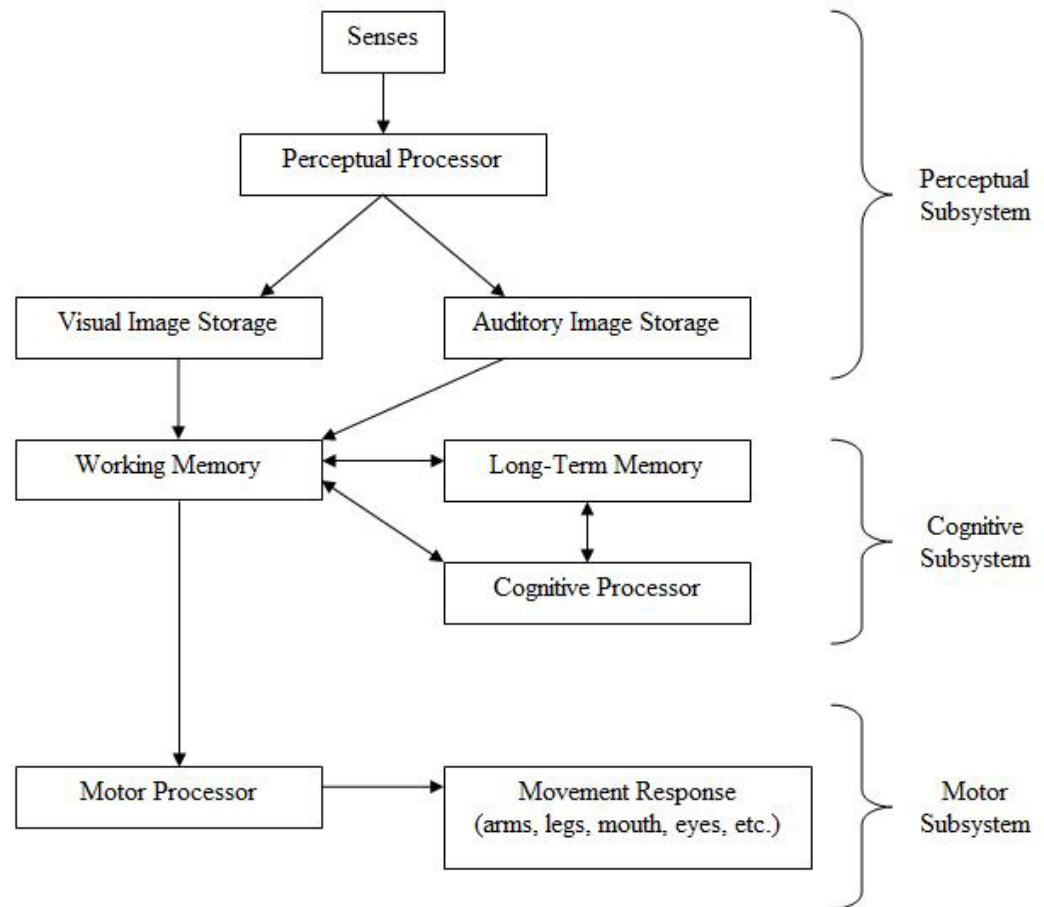 Senses
Perceptual Processor
Perceptual
Subsystem
Visual Image Storage
Auditory Image Storage
Working Memory
Long-Term Memory
Cognitive
Subsystem
Cognitive Processor
Motor Processor
Movement Response
(arms, legs, mouth, eyes, etc.)
Motor
Subsystem